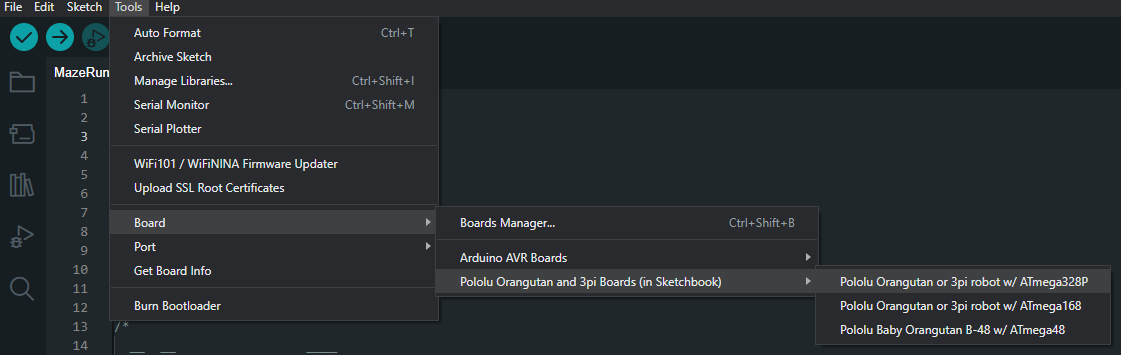 File Edit Sketch Tools Help
MazeRun
Auto Format Ctrl+T
Archive Sketch
Manage Libraries... Ctrl+Shift+I
Serial Monitor Ctrl+Shift+M
Serial Plotter
WiFi101 / WiFiNINA Firmware Updater
Upload SSL Root Certificates
Board
Port
Get Board Info
Burn Bootloader
Boards Manager... Ctrl+Shift+B
Arduino AVR Boards
Pololu Orangutan and 3pi Boards (in Sketchbook)
Pololu Orangutan or 3pi robot w/ ATmega328P
Pololu Orangutan or 3pi robot w/ ATmega168
Pololu Baby Orangutan B-48 w/ ATmega48
1
2
3
4
5
6
7
8
9
10
11
12
13 /*
14